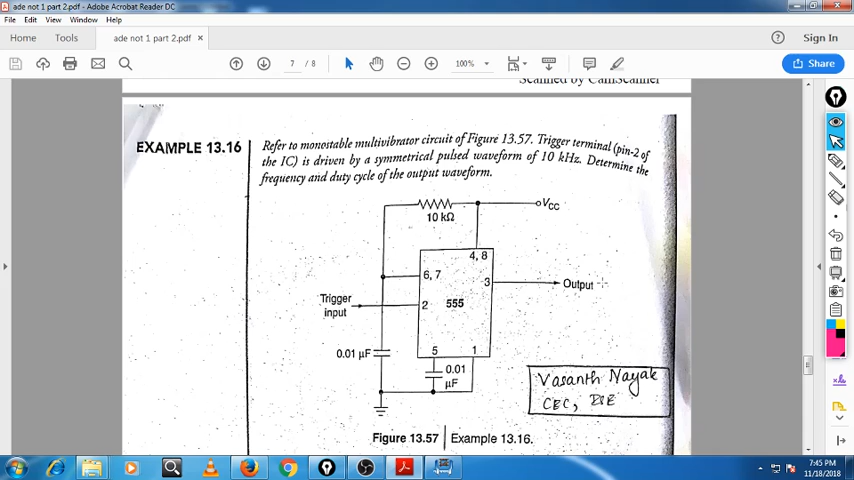 ade not 1 part 2.pdf - Adobe Acrobat Reader DC
File Edit View Window Help
Home Tools ade not 1 part 2.pdf × Sign In
7 / 8 100% Share
Scanned by CamScanner
EXAMPLE 13.16
Refer to monostable multivibrator circuit of Figure 13.57. Trigger terminal (pin-2 of
the IC) is driven by a symmetrical pulsed waveform of 10 kHz. Determine the
frequency and duty cycle of the output waveform.
VCC
10 kΩ
4, 8
6, 7
3
Output
Trigger
input
2
555
0.01 μF
5 1
0.01
μF
Vasanth Nayak
CEC,
Figure 13.57 Example 13.16.
7:45 PM
11/18/2018